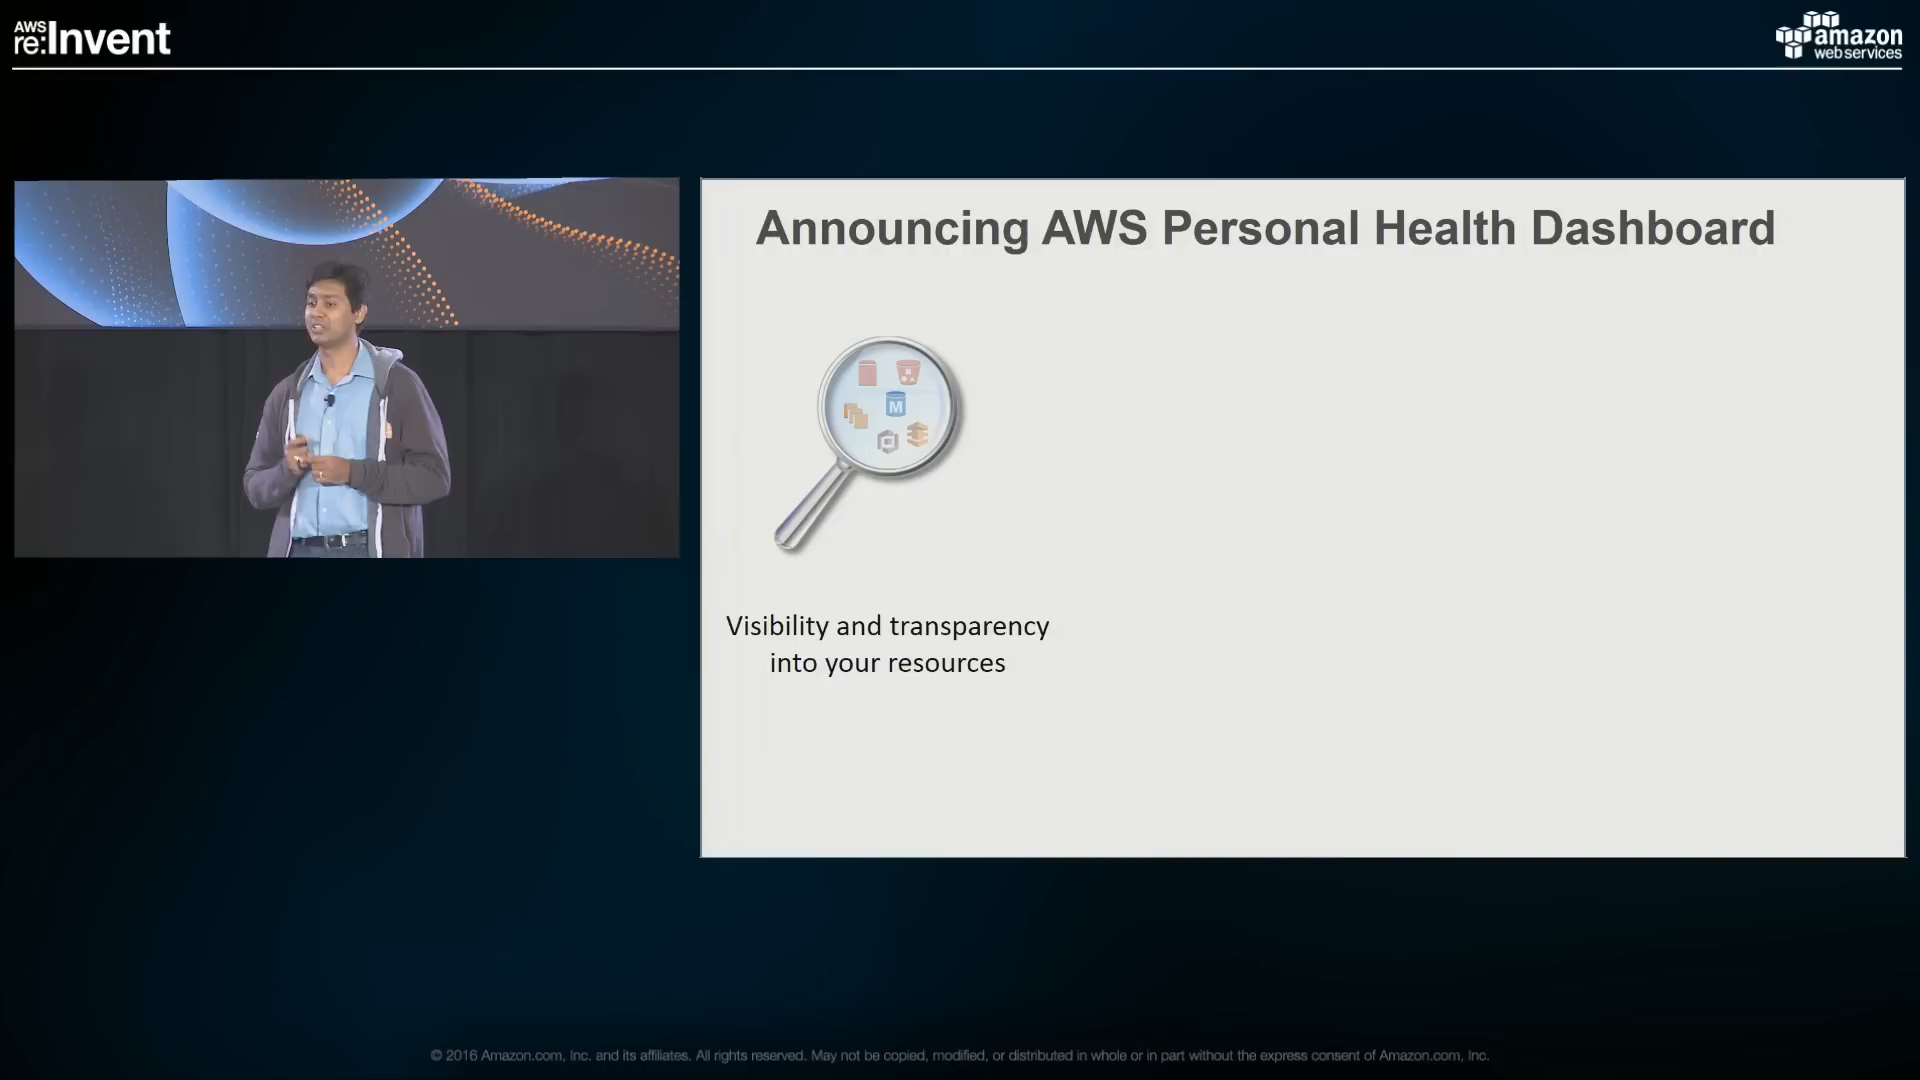 AWS
re:Invent
amazon
webservices
Announcing AWS Personal Health Dashboard
M
Visibility and transparency
into your resources
© 2016 Amazon.com, Inc. and its affiliates. All rights reserved. May not be copied, modified, or distributed in whole or in part without the express consent of Amazon.com, Inc.